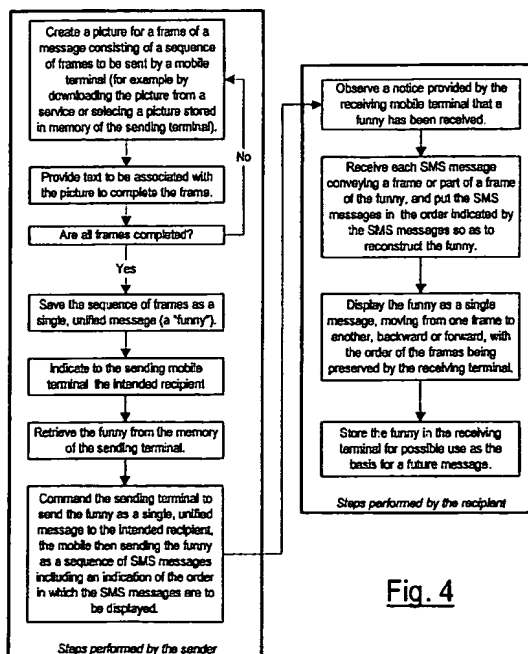 Create a picture for a frame of a
message consisting of a sequence
of frames to be sent by a mobile
terminal (for example by
downloading the picture from a
service or selecting a picture stored
in memory of the sending terminal).
No
Provide text to be associated with
the picture to complete the frame.
Are all frames completed?
Yes
Save the sequence of frames as a
single, unified message (a "funny").
Indicate to the sending mobile
terminal the intended recipient
Retrieve the funny from the memory
of the sending terminal.
Command the sending terminal to
send the funny as a single, unified
message to the intended recipient,
the mobile then sending the funny
as a sequence of SMS messages
including an indication of the order
in which the SMS messages are to
be displayed.
Steps performed by the sender
Observe a notice provided by the
receiving mobile terminal that a
funny has been received.
Receive each SMS message
conveying a frame or part of a frame
of the funny, and put the SMS
messages in the order indicated by
the SMS messages so as to
reconstruct the funny.
Display the funny as a single
message, moving from one frame to
another, backward or forward, with
the order of the frames being
preserved by the receiving terminal.
Store the funny in the receiving
terminal for possible use as the
basis for a future message.
Steps performed by the recipient
Fig. 4